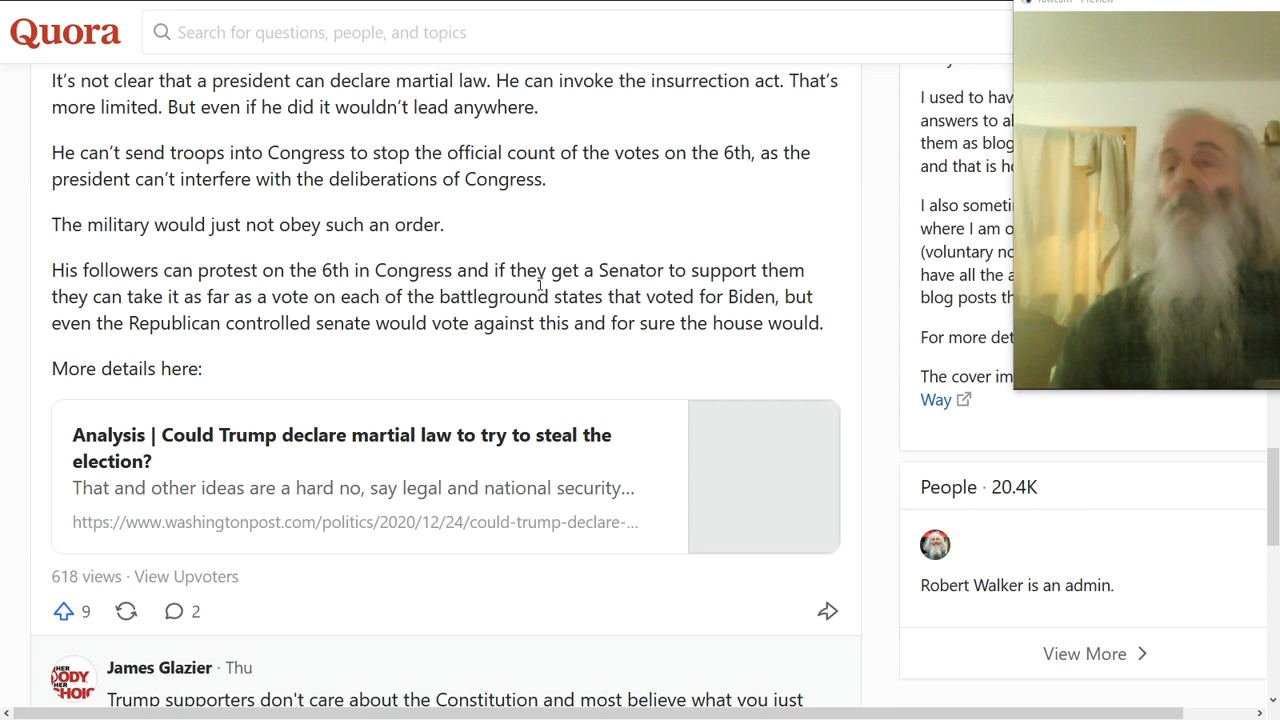 Quora
Search for questions, people, and topics
It's not clear that a president can declare martial law. He can invoke the insurrection act. That's
more limited. But even if he did it wouldn't lead anywhere.
He can't send troops into Congress to stop the official count of the votes on the 6th, as the
president can't interfere with the deliberations of Congress.
The military would just not obey such an order.
His followers can protest on the 6th in Congress and if they get a Senator to support them
they can take it as far as a vote on each of the battleground states that voted for Biden, but
even the Republican controlled senate would vote against this and for sure the house would.
More details here:
Analysis | Could Trump declare martial law to try to steal the
election?
That and other ideas are a hard no, say legal and national security...
https://www.washingtonpost.com/politics/2020/12/24/could-trump-declare-...
618 views · View Upvoters
9 2
HER
BODY
HER
CHOIC
James Glazier · Thu
Trump supporters don't care about the Constitution and most believe what you just
I used to hav
answers to al
them as blog
and that is h
I also someti
where I am o
(voluntary no
have all the a
blog posts th
For more det
The cover im
Way
People · 20.4K
Robert Walker is an admin.
View More